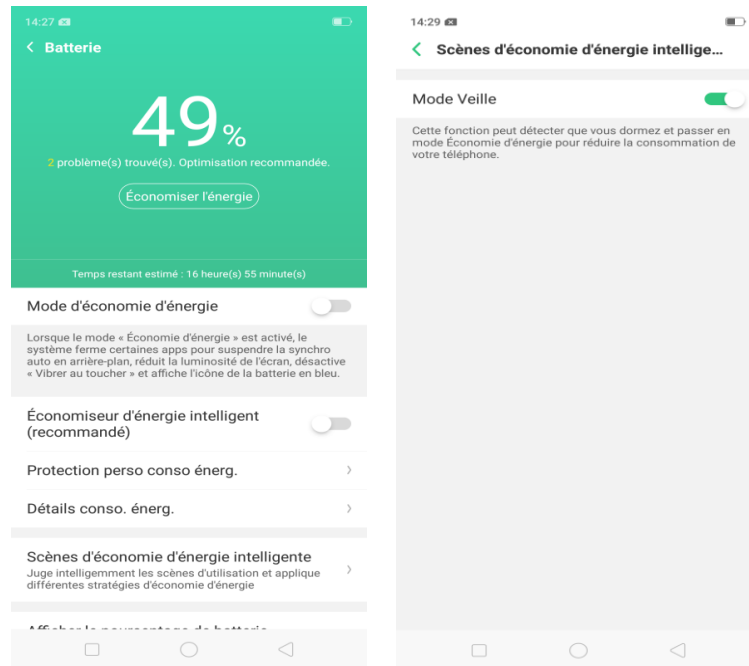 14:27
Batterie
49%
2 problème(s) trouvé(s). Optimisation recommandée.
Économiser l'énergie
Temps restant estimé : 16 heure(s) 55 minute(s)
Mode d'économie d'énergie
Lorsque le mode « Économie d'énergie » est activé, le
système ferme certaines apps pour suspendre la synchro
auto en arrière-plan, réduit la luminosité de l'écran, désactive
« Vibrer au toucher » et affiche l'icône de la batterie en bleu.
Économiseur d'énergie intelligent
(recommandé)
Protection perso conso énerg.
Détails conso. énerg.
Scènes d'économie d'énergie intelligente
Juge intelligemment les scènes d'utilisation et applique
différentes stratégies d'économie d'énergie
Afficher le pourcentage de batterie
14:29
Scènes d'économie d'énergie intellige...
Mode Veille
Cette fonction peut détecter que vous dormez et passer en
mode Économie d'énergie pour réduire la consommation de
votre téléphone.